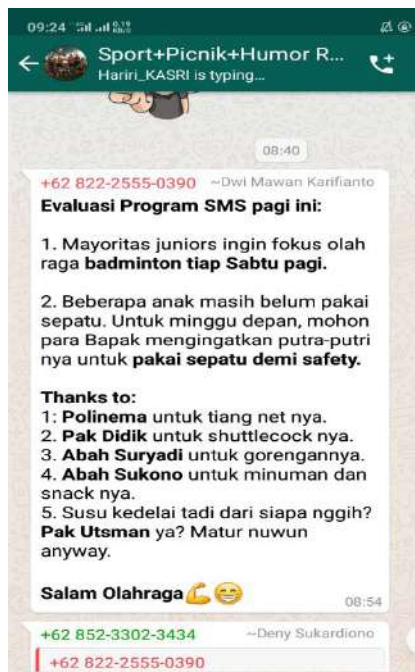 09:24
Sport+Picnik+Humor R...
Hariri_KASRI is typing...
08:40
+62 822-2555-0390 ~Dwi Mawan Karifianto
Evaluasi Program SMS pagi ini:
1. Mayoritas juniors ingin fokus olah
raga badminton tiap Sabtu pagi.
2. Beberapa anak masih belum pakai
sepatu. Untuk minggu depan, mohon
para Bapak mengingatkan putra-putri
nya untuk pakai sepatu demi safety.
Thanks to:
1: Polinema untuk tiang net nya.
2. Pak Didik untuk shuttlecock nya.
3. Abah Suryadi untuk gorengannya.
4. Abah Sukono untuk minuman dan
snack nya.
5. Susu kedelai tadi dari siapa nggih?
Pak Utsman ya? Matur nuwun
anyway.
Salam Olahraga💪😁
08:54
+62 852-3302-3434 ~Deny Sukardiono
+62 822-2555-0390